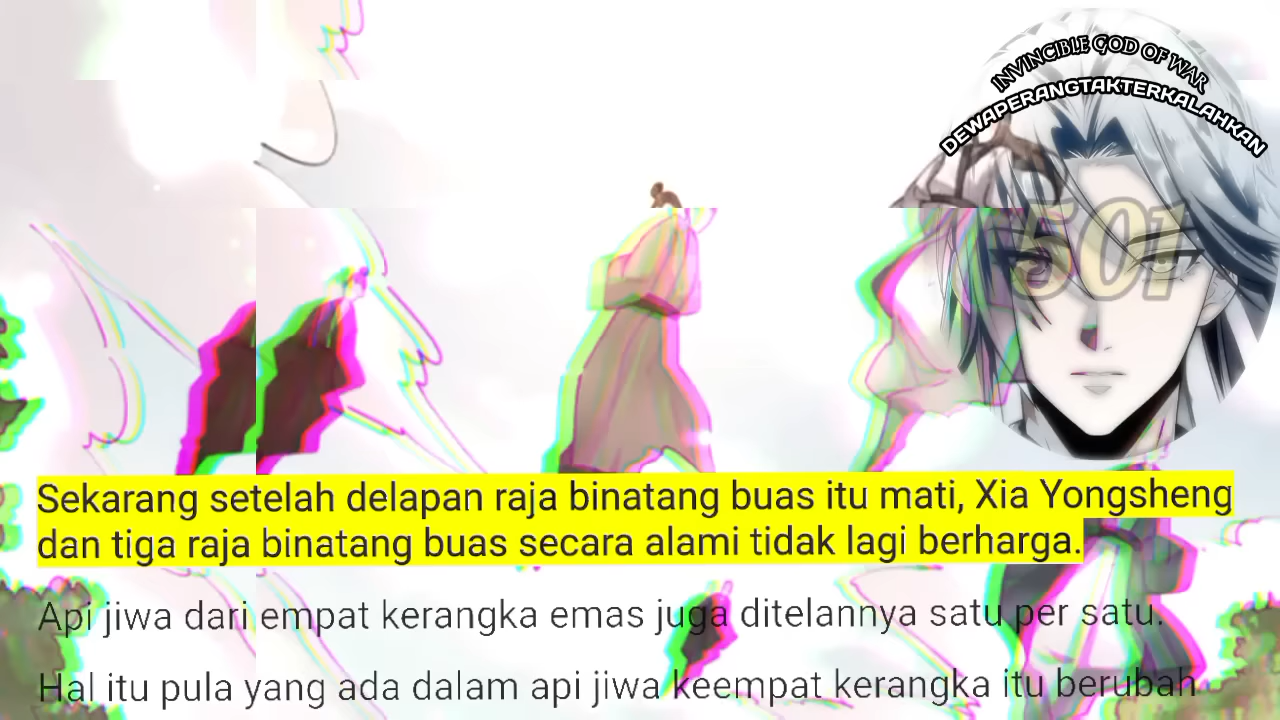 INVINCIBLE GOD OF WAR
DEWAPERANGTAKTERKALAHKAN
501
Sekarang setelah delapan raja binatang buas itu mati, Xia Yongsheng
dan tiga raja binatang buas secara alami tidak lagi berharga.
Api jiwa dari empat kerangka emas juga ditelannya satu per satu.
Hal itu pula yang ada dalam api jiwa keempat kerangka itu berubah